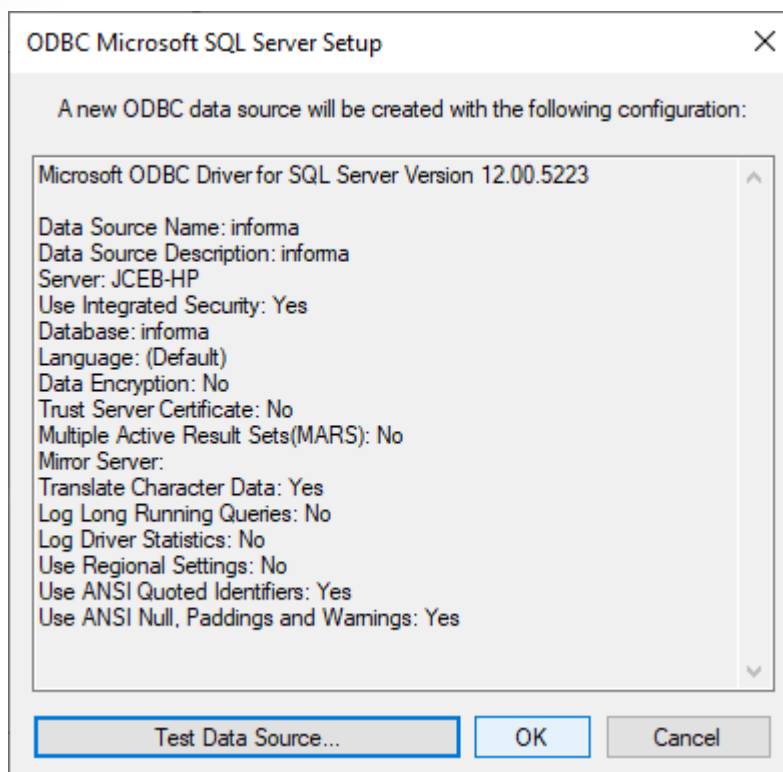 ODBC Microsoft SQL Server Setup
A new ODBC data source will be created with the following configuration:
Microsoft ODBC Driver for SQL Server Version 12.00.5223
Data Source Name: informa
Data Source Description: informa
Server: JCEB-HP
Use Integrated Security: Yes
Database: informa
Language: (Default)
Data Encryption: No
Trust Server Certificate: No
Multiple Active Result Sets(MARS): No
Mirror Server:
Translate Character Data: Yes
Log Long Running Queries: No
Log Driver Statistics: No
Use Regional Settings: No
Use ANSI Quoted Identifiers: Yes
Use ANSI Null, Paddings and Warnings: Yes
Test Data Source... OK Cancel